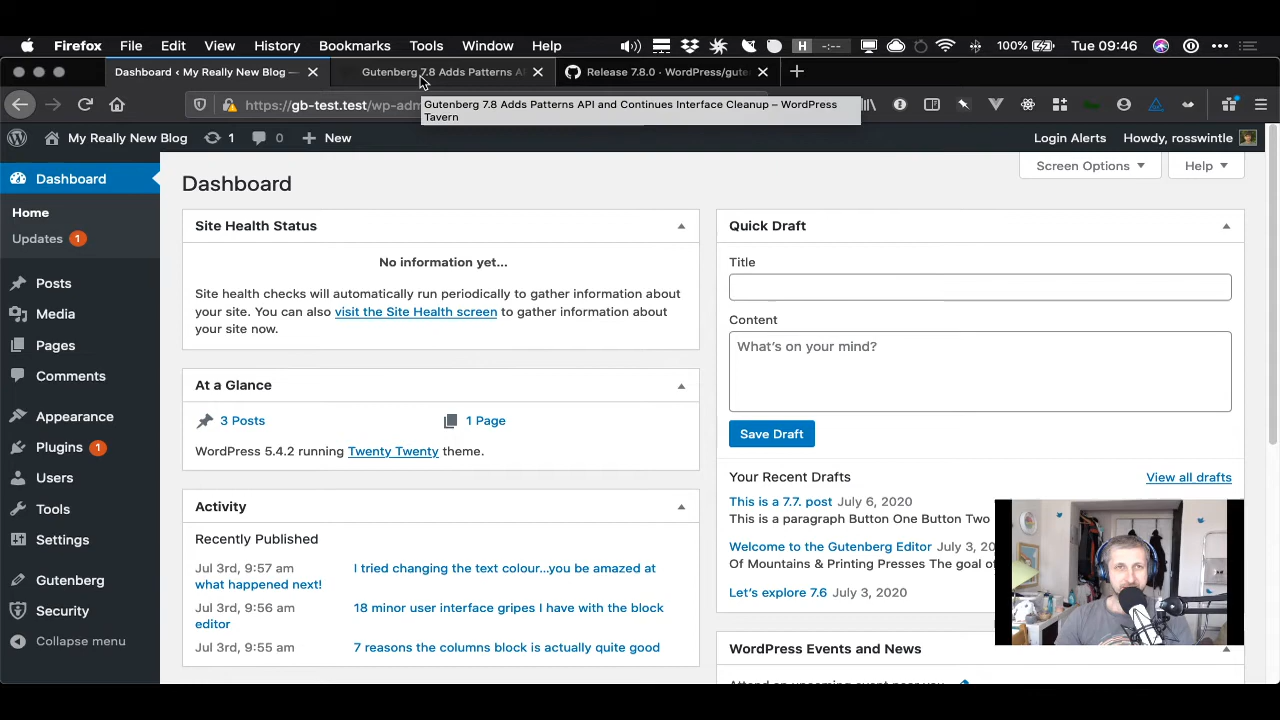 Firefox File Edit View History Bookmarks Tools Window Help H -:-- 100% Tue 09:46
Dashboard ‹ My Really New Blog —
Gutenberg 7.8 Adds Patterns A
Release 7.8.0 · WordPress/gute
https://gb-test.test/wp-adm
Gutenberg 7.8 Adds Patterns API and Continues Interface Cleanup – WordPress
Tavern
My Really New Blog 1 0 New Login Alerts Howdy, rosswintle
Dashboard
Home
Updates 1
Posts
Media
Pages
Comments
Appearance
Plugins 1
Users
Tools
Settings
Gutenberg
Security
Collapse menu
Screen Options Help
Dashboard
Site Health Status
No information yet...
Site health checks will automatically run periodically to gather information about
your site. You can also visit the Site Health screen to gather information about
your site now.
At a Glance
3 Posts 1 Page
WordPress 5.4.2 running Twenty Twenty theme.
Activity
Recently Published
Jul 3rd, 9:57 am I tried changing the text colour...you be amazed at
what happened next!
Jul 3rd, 9:56 am 18 minor user interface gripes I have with the block
editor
Jul 3rd, 9:55 am 7 reasons the columns block is actually quite good
Quick Draft
Title
Content
What's on your mind?
Save Draft
Your Recent Drafts View all drafts
This is a 7.7. post July 6, 2020
This is a paragraph Button One Button Two
Welcome to the Gutenberg Editor July 3, 20
Of Mountains & Printing Presses The goal of
Let's explore 7.6 July 3, 2020
WordPress Events and News